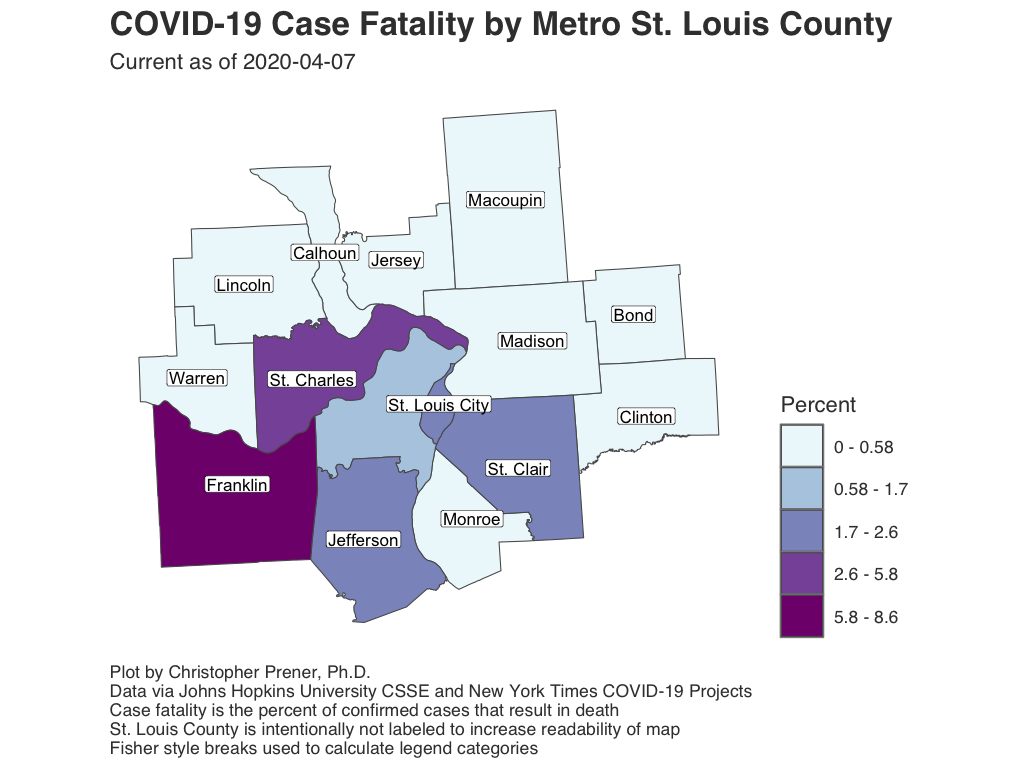 COVID-19 Case Fatality by Metro St. Louis County
Current as of 2020-04-07
Macoupin
Calhoun
Jersey
Lincoln
Bond
Madison
Warren
St. Charles
St. Louis City
Clinton
St. Clair
Franklin
Monroe
Jefferson
Percent
0 - 0.58
0.58 - 1.7
1.7 - 2.6
2.6 - 5.8
5.8 - 8.6
Plot by Christopher Prener, Ph.D.
Data via Johns Hopkins University CSSE and New York Times COVID-19 Projects
Case fatality is the percent of confirmed cases that result in death
St. Louis County is intentionally not labeled to increase readability of map
Fisher style breaks used to calculate legend categories